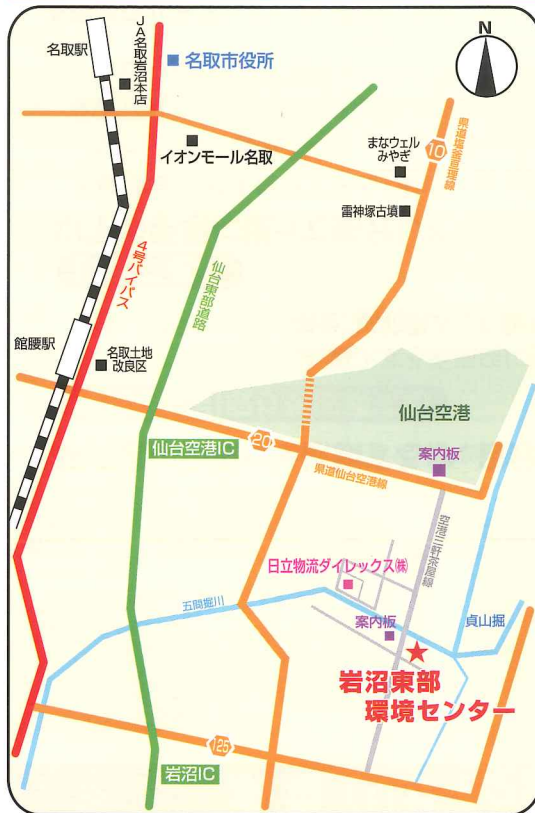 N
名取駅
JA名取岩沼本店
名取市役所
イオンモール名取
まなウェル
みやぎ
10
県道塩釜亘理線
雷神塚古墳
4号バイパス
仙台東部道路
館腰駅
名取土地
改良区
仙台空港
仙台空港IC
20
県道仙台空港線
案内板
空港三軒茶屋線
日立物流ダイレックス㈱
五間堀川
案内板
貞山掘
岩沼東部
環境センター
125
岩沼IC